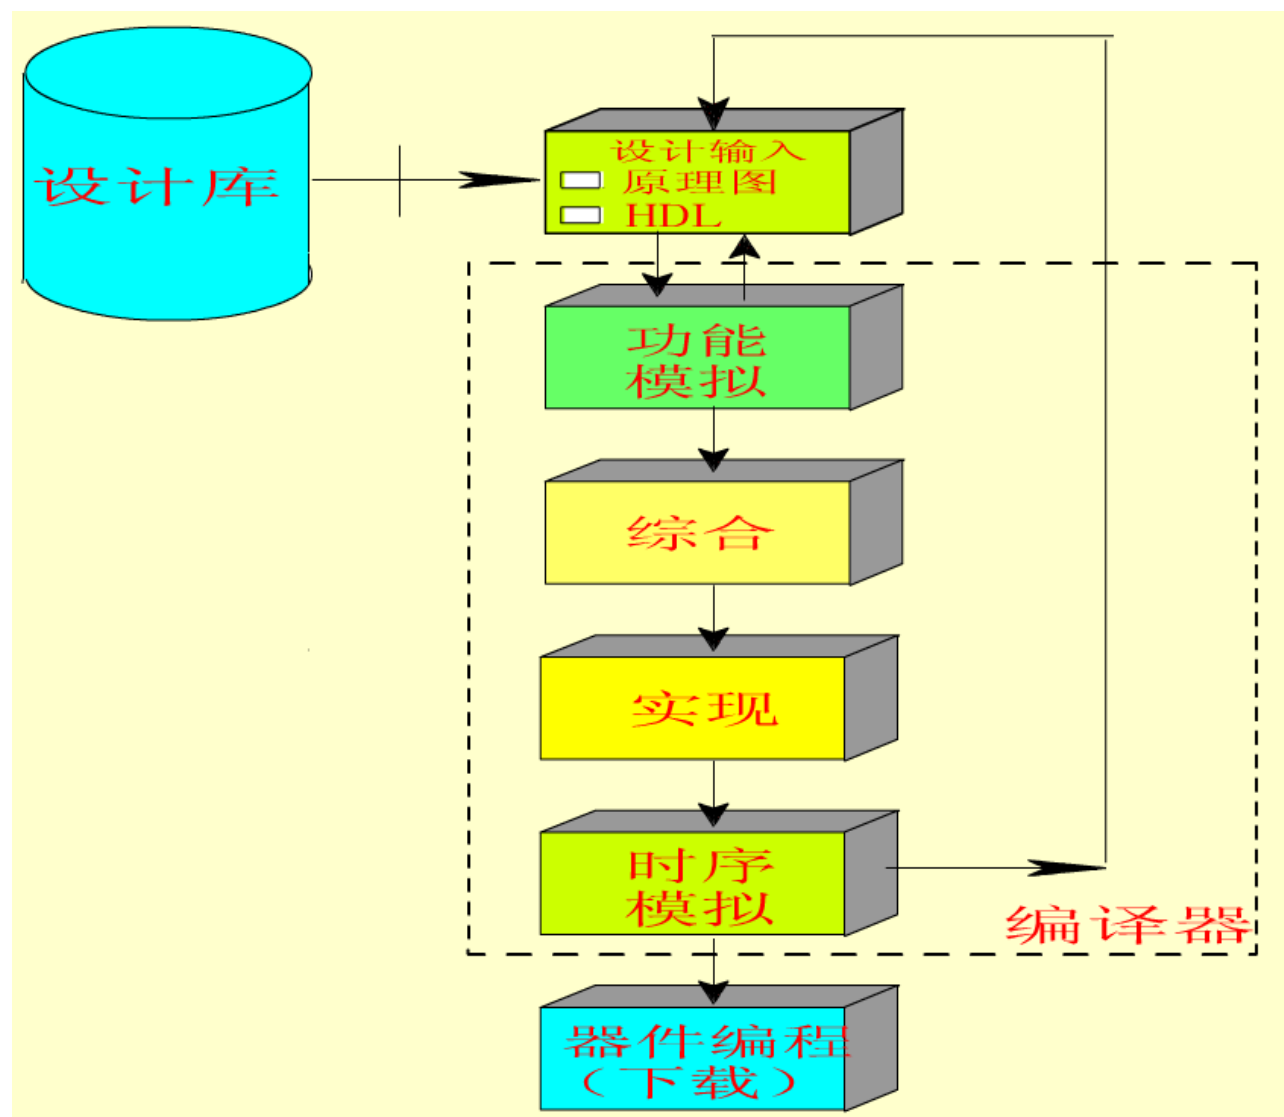 设计库
设计输入
原理图
HDL
功能
模拟
综合
实现
时序
模拟
编译器
器件编程
（下载）